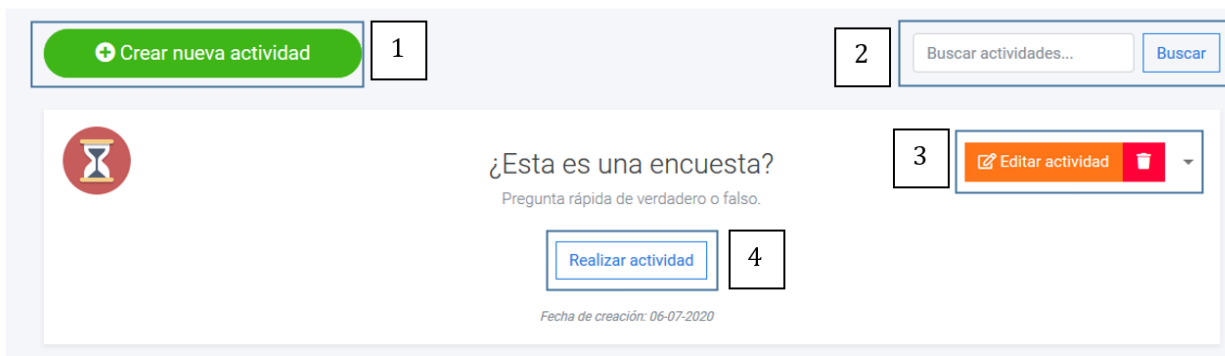 Crear nueva actividad
1
2
Buscar actividades...
Buscar
¿Esta es una encuesta?
3
Editar actividad
Pregunta rápida de verdadero o falso.
Realizar actividad
4
Fecha de creación: 06-07-2020